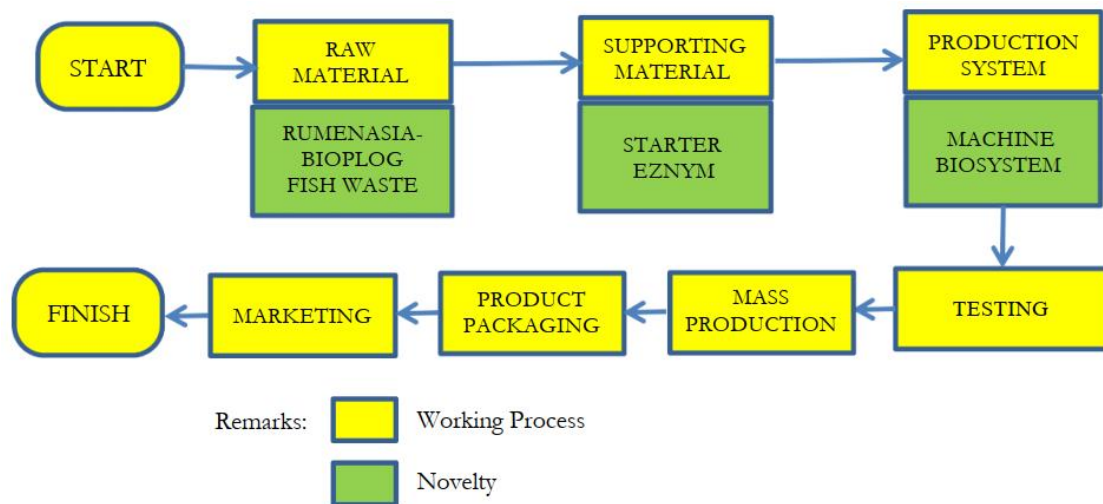 START
RAW
MATERIAL
RUMENASIA-
BIOPLOG
FISH WASTE
SUPPORTING
MATERIAL
STARTER
EZNYM
PRODUCTION
SYSTEM
MACHINE
BIOSYSTEM
TESTING
MASS
PRODUCTION
PRODUCT
PACKAGING
MARKETING
FINISH
Remarks:
Working Process
Novelty